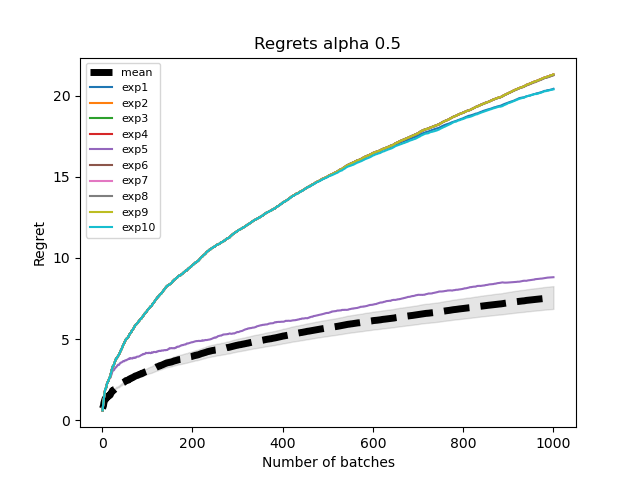 Regrets alpha 0.5
mean
exp1
exp2
exp3
exp4
exp5
exp6
exp7
exp8
exp9
exp10
20
15
10
5
0
Regret
0
200
400
600
800
1000
Number of batches